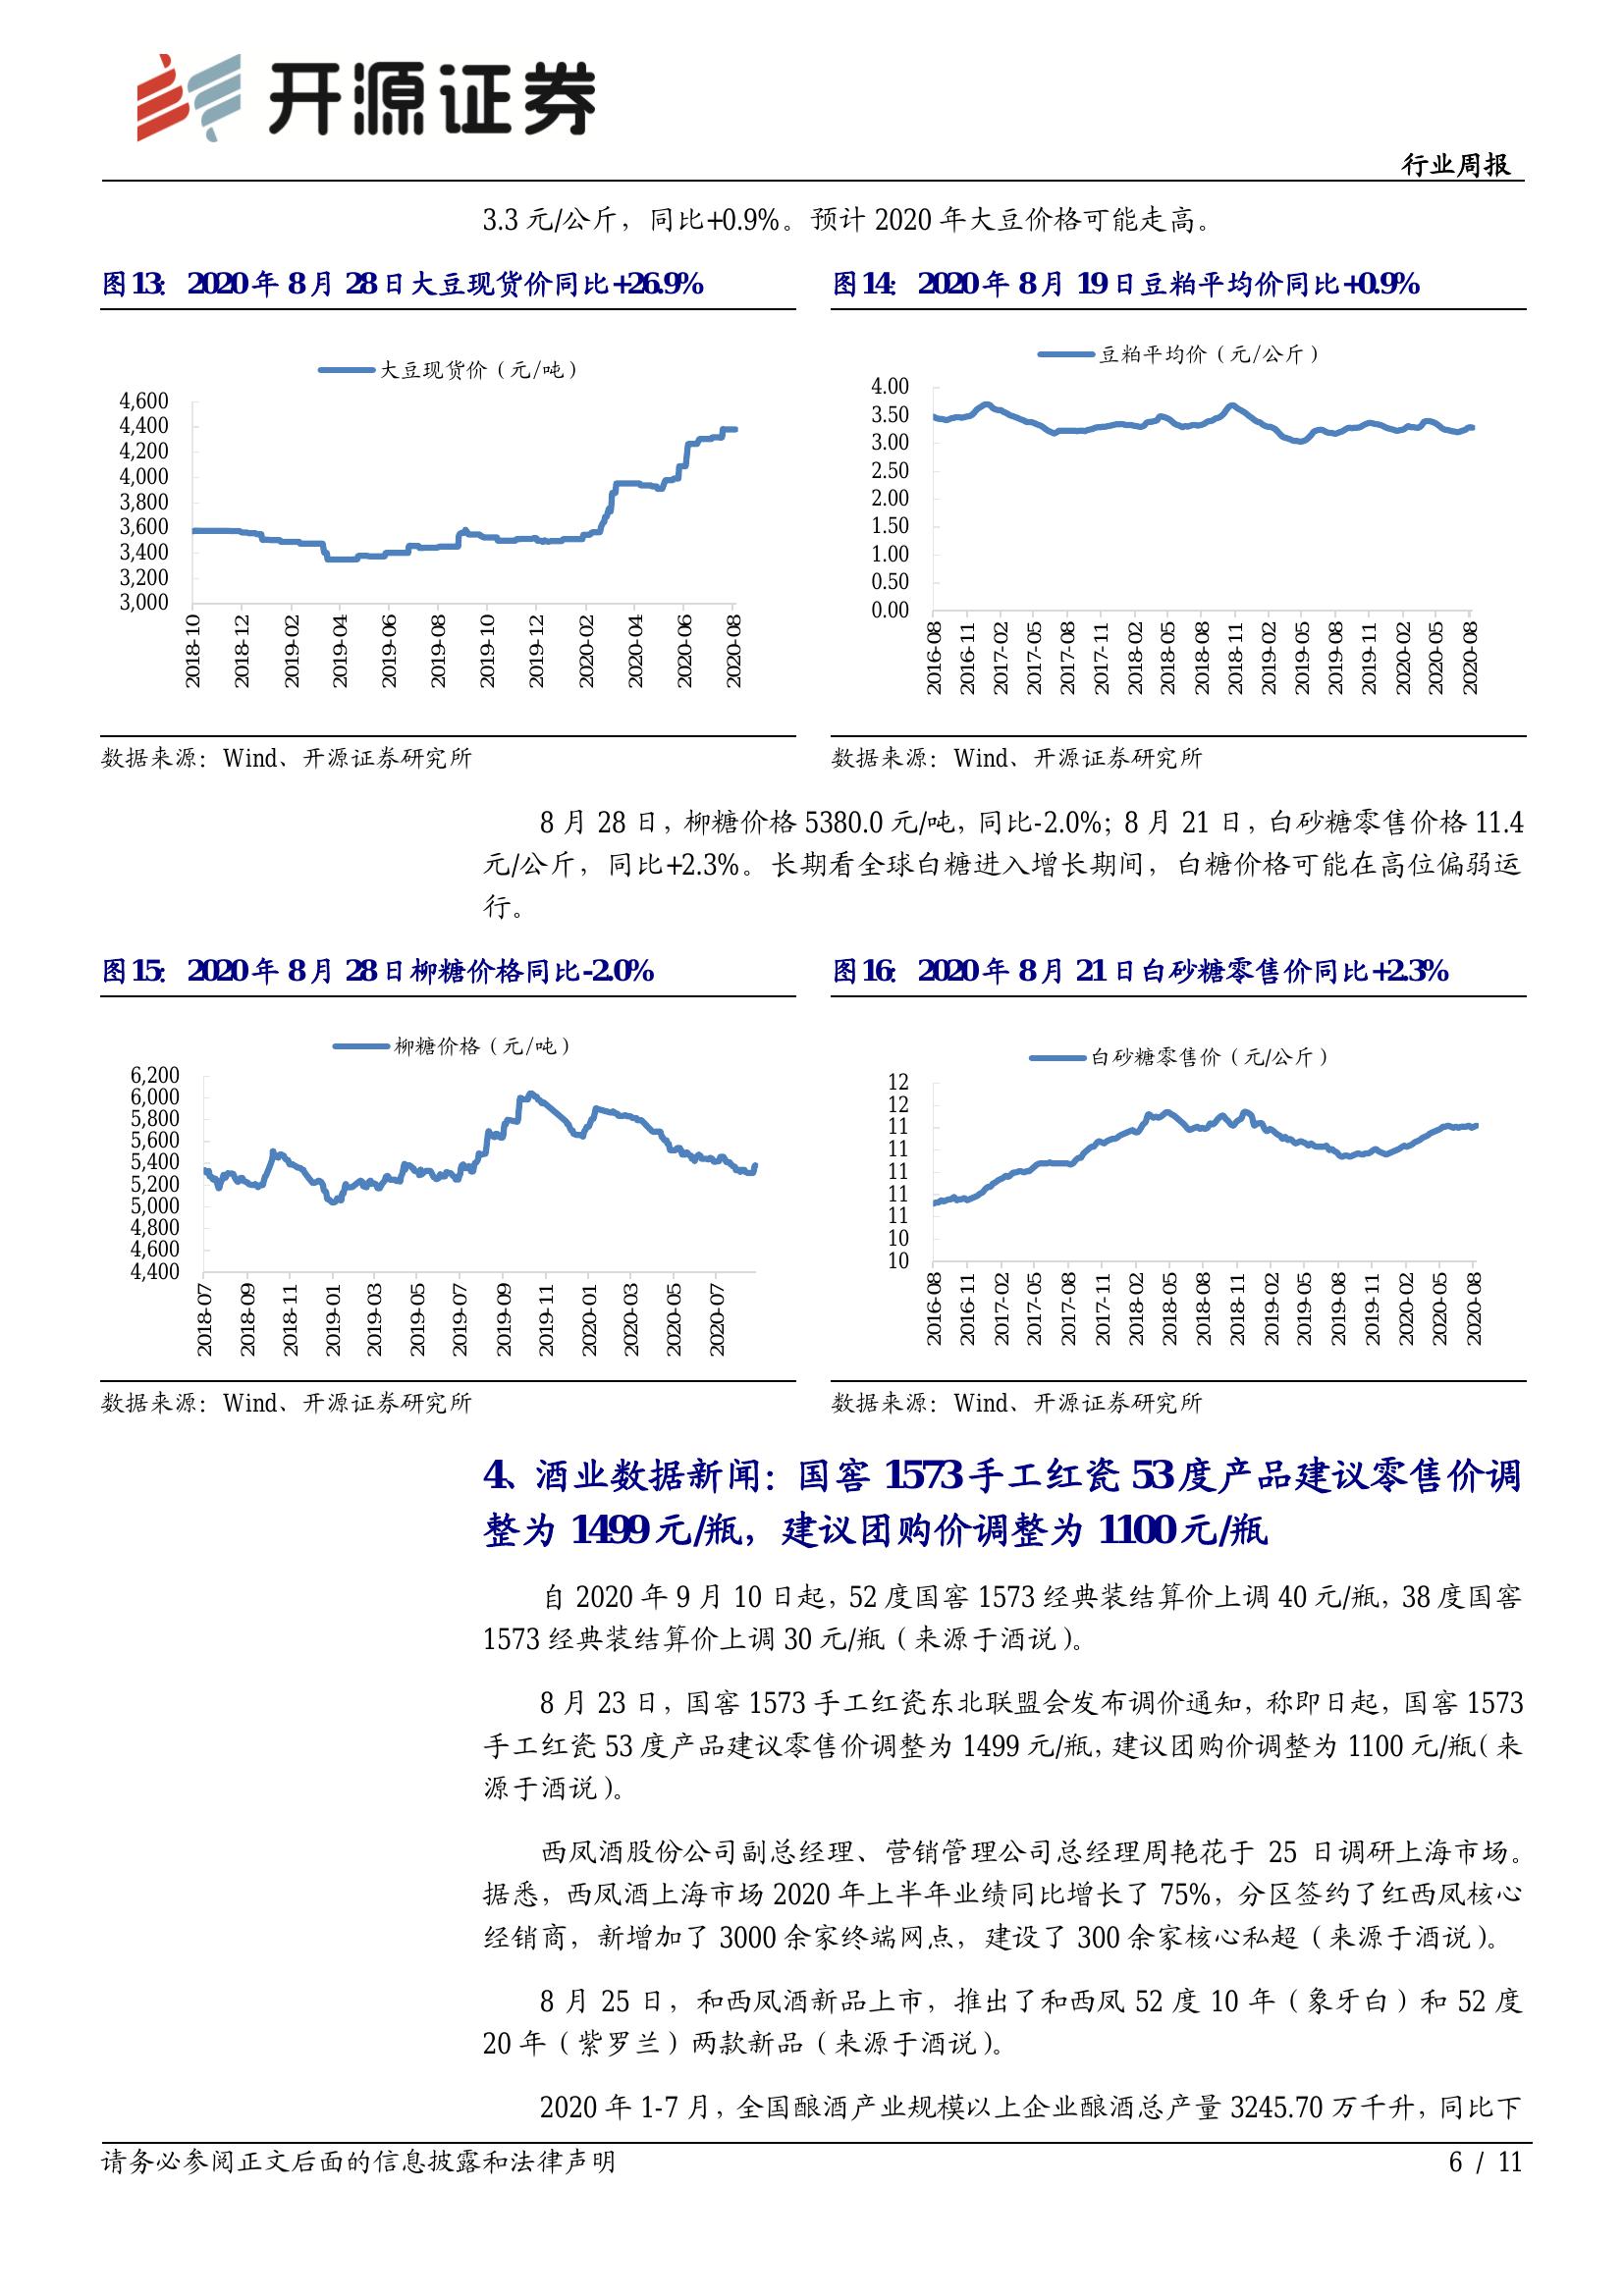 开源证券
行业周报
3.3 元/公斤，同比+0.9%。预计 2020 年大豆价格可能走高。
图13： 2020 年 8 月 28 日大豆现货价同比+26.9%
大豆现货价（元/吨）
4,600
4,400
4,200
4,000
3,800
3,600
3,400
3,200
3,000
2018-10
2018-12
2019-02
2019-04
2019-06
2019-08
2019-10
2019-12
2020-02
2020-04
2020-06
2020-08
数据来源：Wind、开源证券研究所
图14： 2020 年 8 月 19 日豆粕平均价同比+0.9%
豆粕平均价（元/公斤）
4.00
3.50
3.00
2.50
2.00
1.50
1.00
0.50
0.00
2016-08
2016-11
2017-02
2017-05
2017-08
2017-11
2018-02
2018-05
2018-08
2018-11
2019-02
2019-05
2019-08
2019-11
2020-02
2020-05
2020-08
数据来源：Wind、开源证券研究所
8 月 28 日，柳糖价格 5380.0 元/吨，同比-2.0%；8 月 21 日，白砂糖零售价格 11.4
元/公斤，同比+2.3%。长期看全球白糖进入增长期间，白糖价格可能在高位偏弱运
行。
图15： 2020 年 8 月 28 日柳糖价格同比-2.0%
柳糖价格（元/吨）
6,200
6,000
5,800
5,600
5,400
5,200
5,000
4,800
4,600
4,400
2018-07
2018-09
2018-11
2019-01
2019-03
2019-05
2019-07
2019-09
2019-11
2020-01
2020-03
2020-05
2020-07
数据来源：Wind、开源证券研究所
图16： 2020 年 8 月 21 日白砂糖零售价同比+2.3%
白砂糖零售价（元/公斤）
12
12
11
11
11
11
11
10
10
2016-08
2016-11
2017-02
2017-05
2017-08
2017-11
2018-02
2018-05
2018-08
2018-11
2019-02
2019-05
2019-08
2019-11
2020-02
2020-05
2020-08
数据来源：Wind、开源证券研究所
4、酒业数据新闻：国窖 1573 手工红瓷 53 度产品建议零售价调
整为 1499 元/瓶，建议团购价调整为 1100 元/瓶
自 2020 年 9 月 10 日起，52 度国窖 1573 经典装结算价上调 40 元/瓶，38 度国窖
1573 经典装结算价上调 30 元/瓶（来源于酒说）。
8 月 23 日，国窖 1573 手工红瓷东北联盟会发布调价通知，称即日起，国窖 1573
手工红瓷 53 度产品建议零售价调整为 1499 元/瓶，建议团购价调整为 1100 元/瓶（来
源于酒说）。
西凤酒股份公司副总经理、营销管理公司总经理周艳花于 25 日调研上海市场。
据悉，西凤酒上海市场 2020 年上半年业绩同比增长了 75%，分区签约了红西凤核心
经销商，新增加了 3000 余家终端网点，建设了 300 余家核心私超（来源于酒说）。
8 月 25 日，和西凤酒新品上市，推出了和西凤 52 度 10 年（象牙白）和 52 度
20 年（紫罗兰）两款新品（来源于酒说）。
2020 年 1-7 月，全国酿酒产业规模以上企业酿酒总产量 3245.70 万千升，同比下
请务必参阅正文后面的信息披露和法律声明
6 / 11